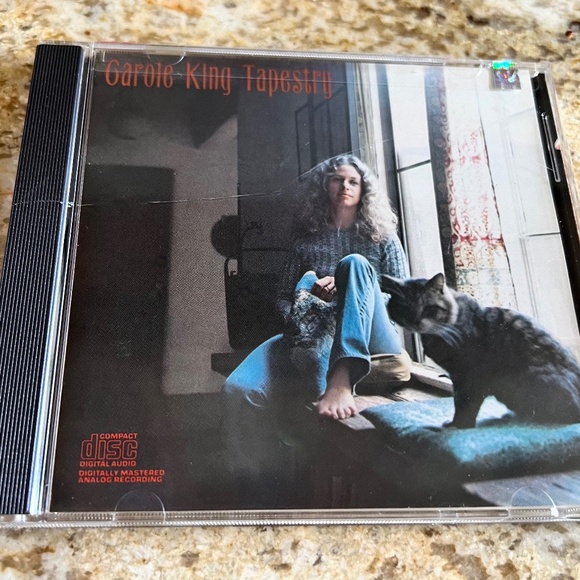 Carole King Tapestry
COMPACT
disc
DIGITAL AUDIO
DIGITALLY MASTERED
ANALOG RECORDING